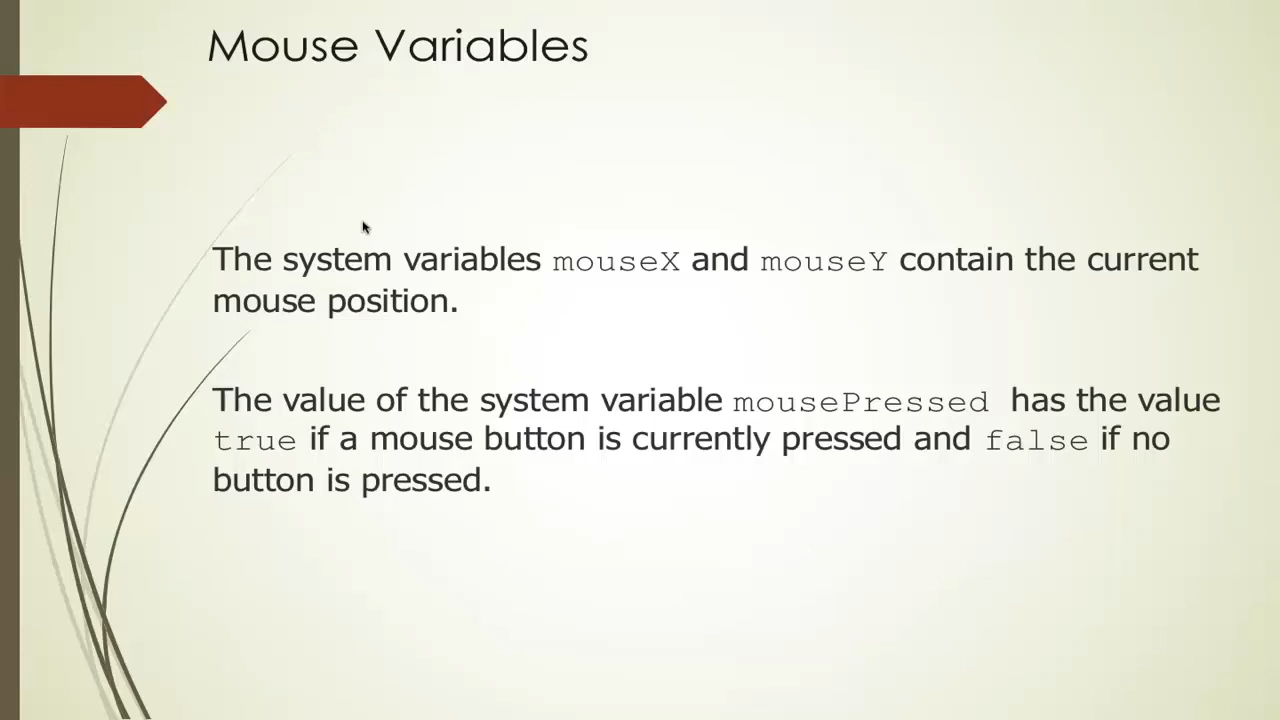 Mouse Variables
The system variables mouseX and mouseY contain the current
mouse position.
The value of the system variable mousePressed has the value
true if a mouse button is currently pressed and false if no
button is pressed.